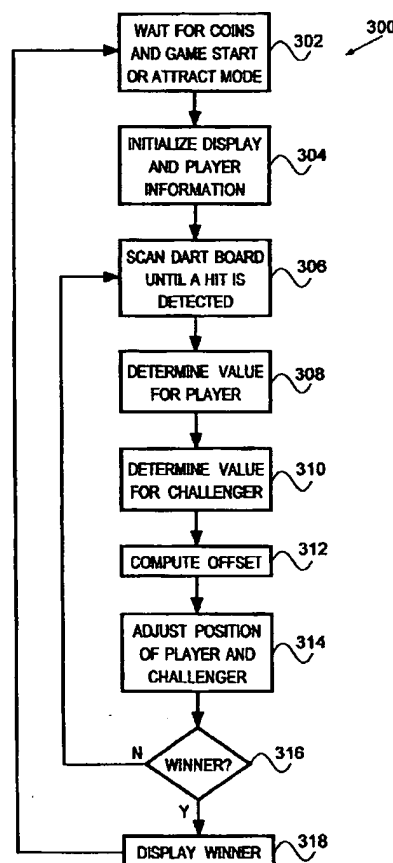 WAIT FOR COINS
AND GAME START
OR ATTRACT MODE
302
300
INITIALIZE DISPLAY
AND PLAYER
INFORMATION
304
SCAN DART BOARD
UNTIL A HIT IS
DETECTED
306
DETERMINE VALUE
FOR PLAYER
308
DETERMINE VALUE
FOR CHALLENGER
310
COMPUTE OFFSET
312
ADJUST POSITION
OF PLAYER AND
CHALLENGER
314
N
WINNER?
316
Y
DISPLAY WINNER
318